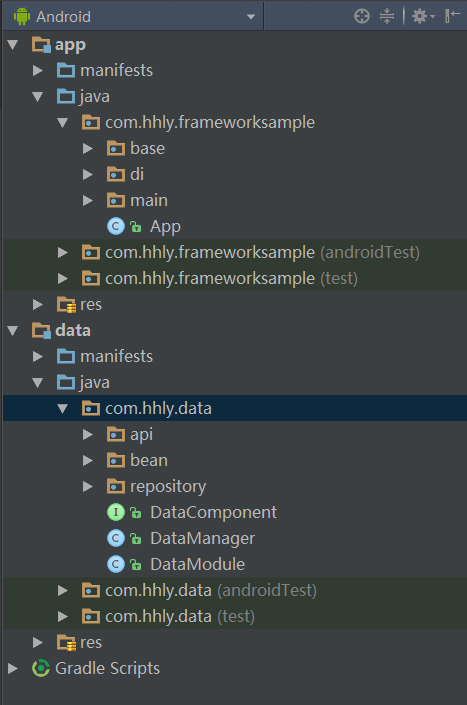 Android
app
manifests
java
com.hhly.frameworksample
base
di
main
C App
com.hhly.frameworksample (androidTest)
com.hhly.frameworksample (test)
res
data
manifests
java
com.hhly.data
api
bean
repository
I DataComponent
C DataManager
C DataModule
com.hhly.data (androidTest)
com.hhly.data (test)
res
Gradle Scripts